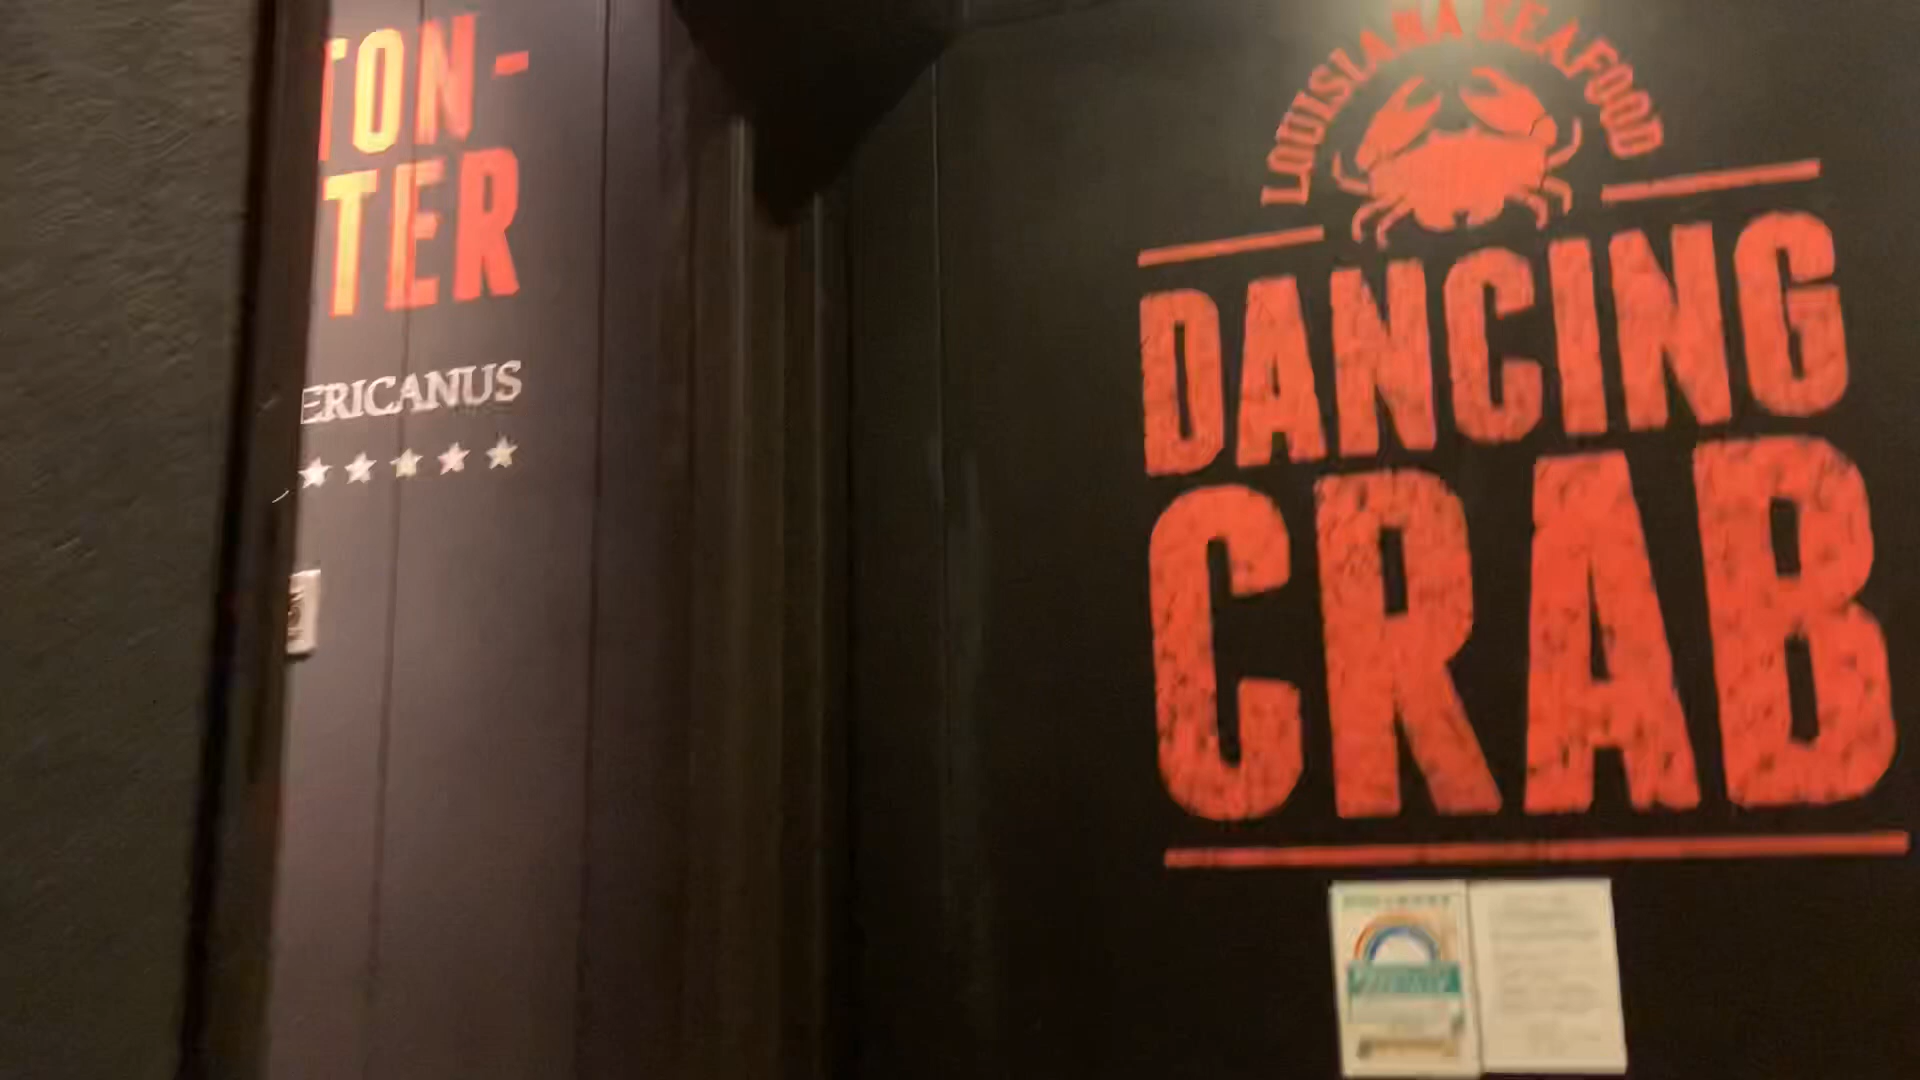 TON-
TER
ERICANUS
LOUISIANA SEAFOOD
DANCING
CRAB